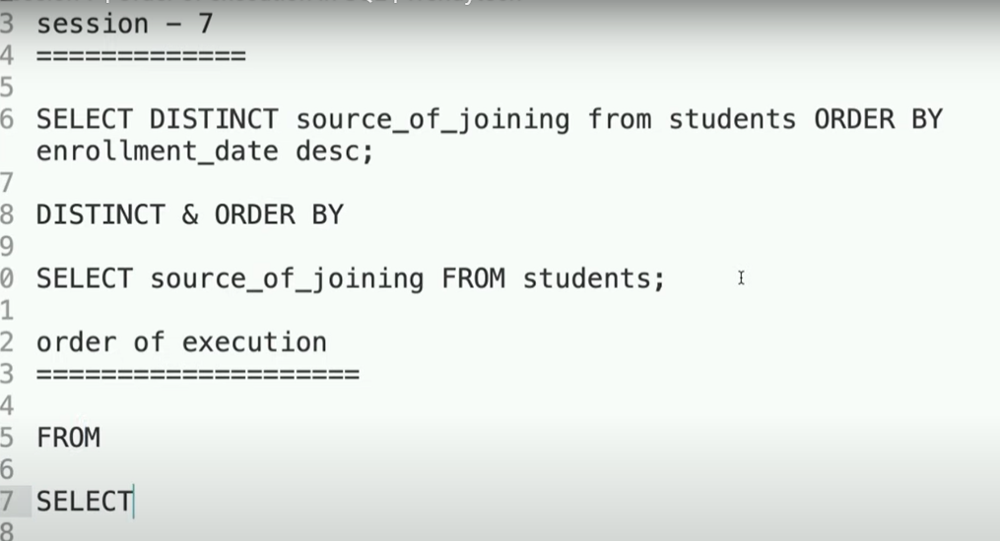 3 session - 7
4 =============
5
6 SELECT DISTINCT source_of_joining from students ORDER BY
enrollment_date desc;
7
8 DISTINCT & ORDER BY
9
0 SELECT source_of_joining FROM students;
1
2 order of execution
3 ====================
4
5 FROM
6
7 SELECT
8